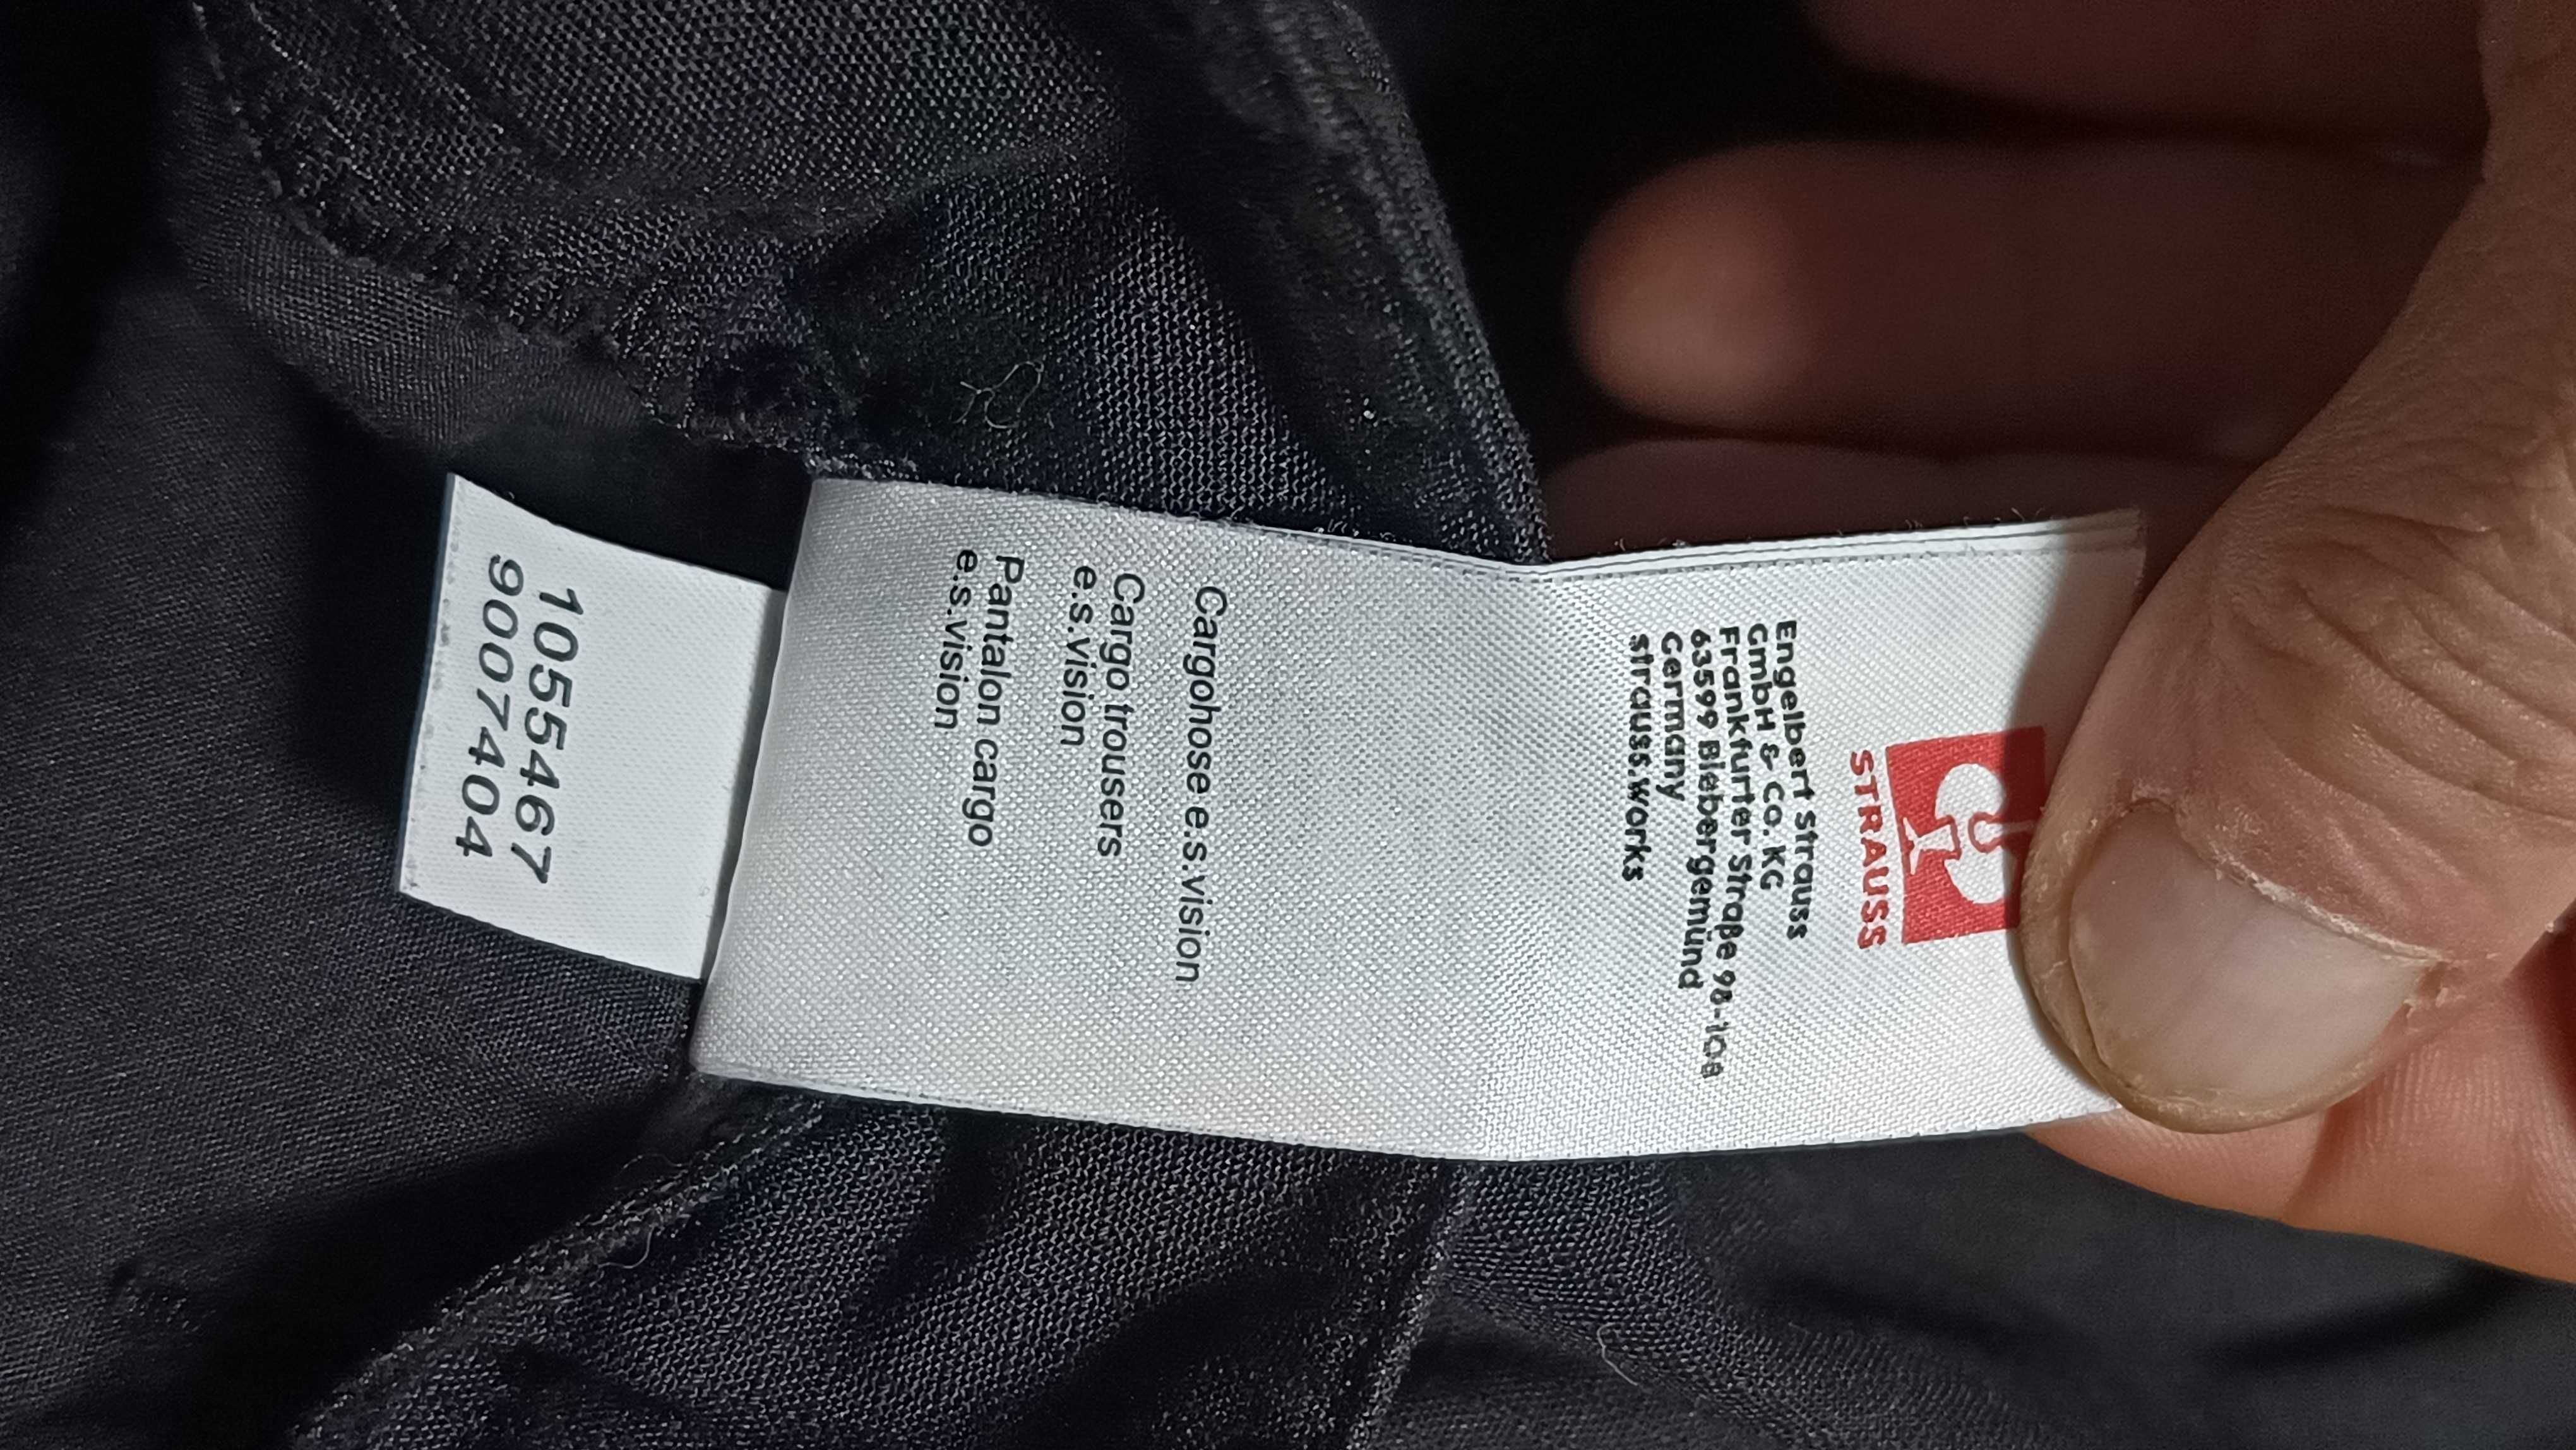 STRAUSS
Engelbert Strauss
GmbH & Co. KG
Frankfurter Straße 98-108
63599 Biebergemünd
Germany
strauss.works
Cargohose e.s.vision
Cargo trousers
e.s.vision
Pantalon cargo
e.s.vision
1055467
9007404